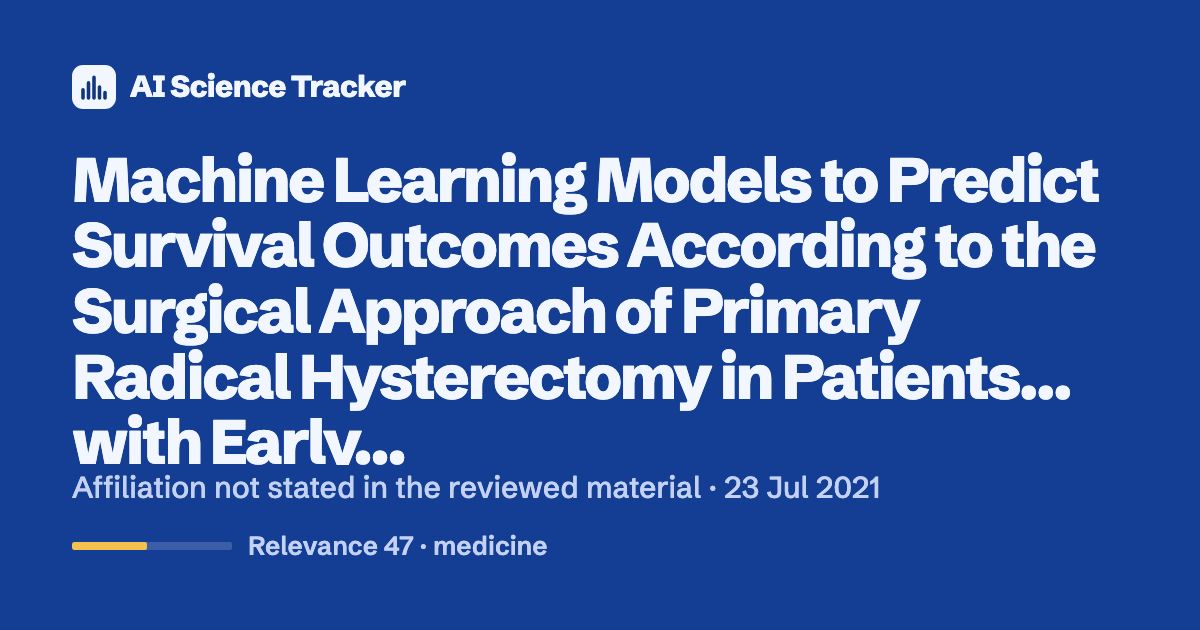 AI Science Tracker
Machine Learning Models to Predict
Survival Outcomes According to the
Surgical Approach of Primary
Radical Hysterectomy in Patients...
with Early...
Affiliation not stated in the reviewed material · 23 Jul 2021
Relevance 47 · medicine